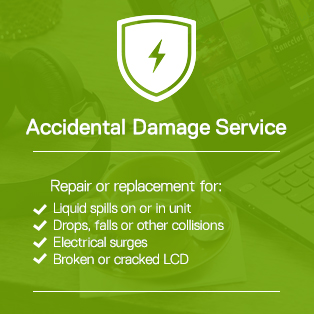 Accidental Damage Service
Repair or replacement for:
Liquid spills on or in unit
Drops, falls or other collisions
Electrical surges
Broken or cracked LCD